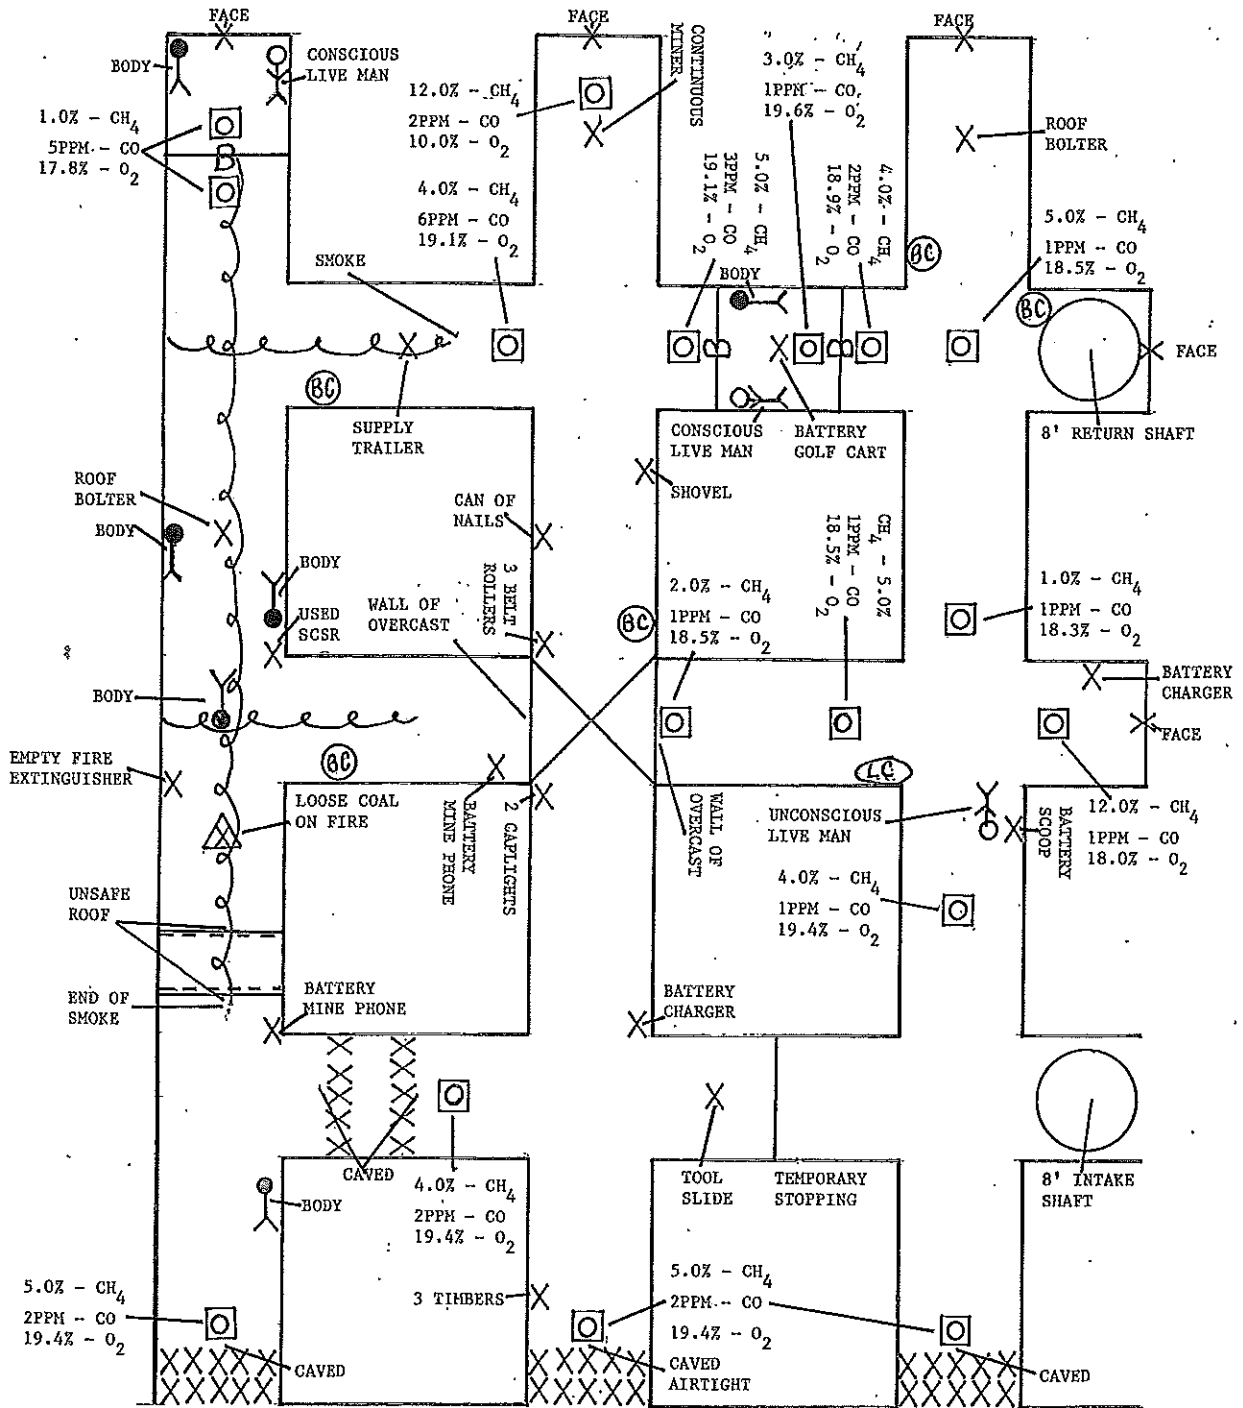 FACE
FACE
FACE
BODY
CONSCIOUS
LIVE MAN
CONTINUOUS
MINER
12.0% - CH4
2PPM - CO
10.0% - O2
3.0% - CH4
1PPM - CO
19.6% - O2
ROOF
BOLTER
1.0% - CH4
5PPM - CO
17.8% - O2
B
4.0% - CH4
6PPM - CO
19.1% - O2
5.0% - CH4
3PPM - CO
19.1% - O2
4.0% - CH4
2PPM - CO
18.9% - O2
BC
5.0% - CH4
1PPM - CO
18.5% - O2
SMOKE
BODY
BC
B
B
FACE
BC
SUPPLY
TRAILER
CONSCIOUS
LIVE MAN
BATTERY
GOLF CART
8' RETURN SHAFT
SHOVEL
ROOF
BOLTER
BODY
CAN OF
NAILS
CH4 - 5.0%
1PPM - CO
18.5% - O2
BODY
USED
SCSR
WALL OF
OVERCAST
3 BELT
ROLLERS
BC
2.0% - CH4
1PPM - CO
18.5% - O2
1.0% - CH4
1PPM - CO
18.3% - O2
BODY
BATTERY
CHARGER
FACE
EMPTY FIRE
EXTINGUISHER
BC
LOOSE COAL
ON FIRE
BATTERY
MINE PHONE
2 CAPLIGHTS
WALL OF
OVERCAST
LC
UNCONSCIOUS
LIVE MAN
BATTERY
SCOOP
12.0% - CH4
1PPM - CO
18.0% - O2
4.0% - CH4
1PPM - CO
19.4% - O2
UNSAFE
ROOF
END OF
SMOKE
BATTERY
MINE PHONE
BATTERY
CHARGER
CAVED
BODY
4.0% - CH4
2PPM - CO
19.4% - O2
TOOL
SLIDE
TEMPORARY
STOPPING
8' INTAKE
SHAFT
5.0% - CH4
2PPM - CO
19.4% - O2
3 TIMBERS
5.0% - CH4
2PPM - CO
19.4% - O2
CAVED
CAVED
AIRTIGHT
CAVED